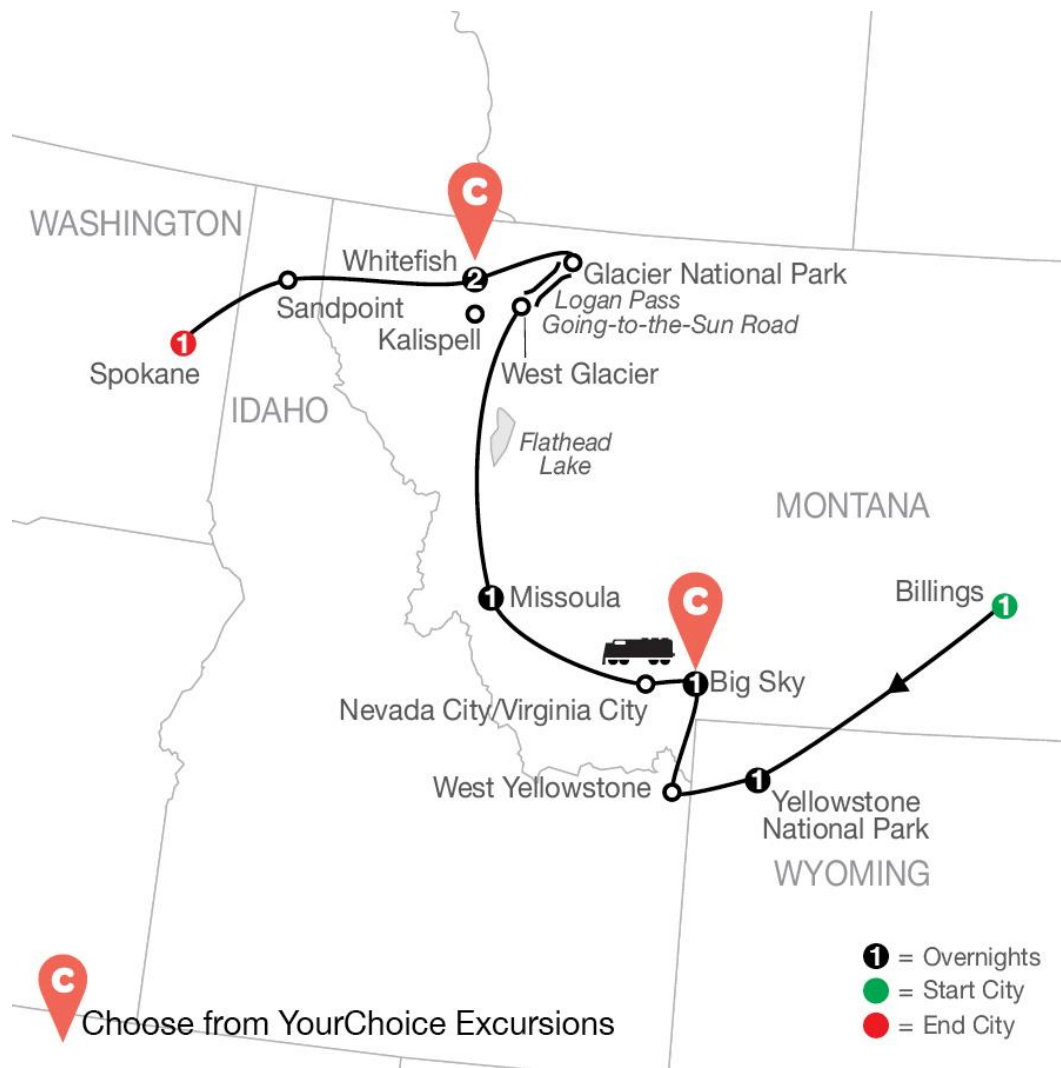 C
WASHINGTON
Whitefish
2
Glacier National Park
Logan Pass
Going-to-the-Sun Road
Sandpoint
Kalispell
1
Spokane
West Glacier
IDAHO
Flathead
Lake
MONTANA
Billings
1
1
Missoula
C
1
Big Sky
Nevada City/Virginia City
West Yellowstone
1
Yellowstone
National Park
WYOMING
1 = Overnights
= Start City
= End City
C
Choose from YourChoice Excursions